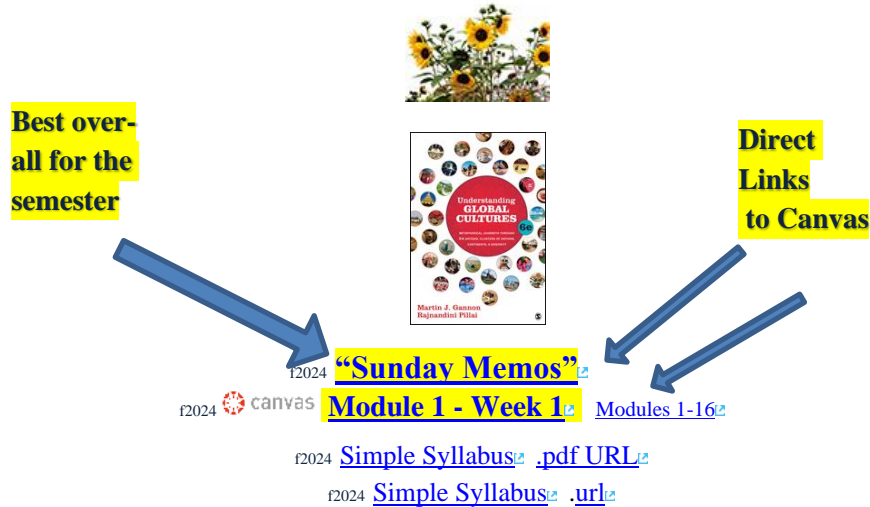 Best over-
all for the
semester
Direct
Links
to Canvas
Understanding
GLOBAL
CULTURES
6e
Martin J. Gannon
Rajnandini Pillai
f2024 “Sunday Memos”
f2024 canvas Module 1 - Week 1 Modules 1-16
f2024 Simple Syllabus .pdf URL
f2024 Simple Syllabus .url